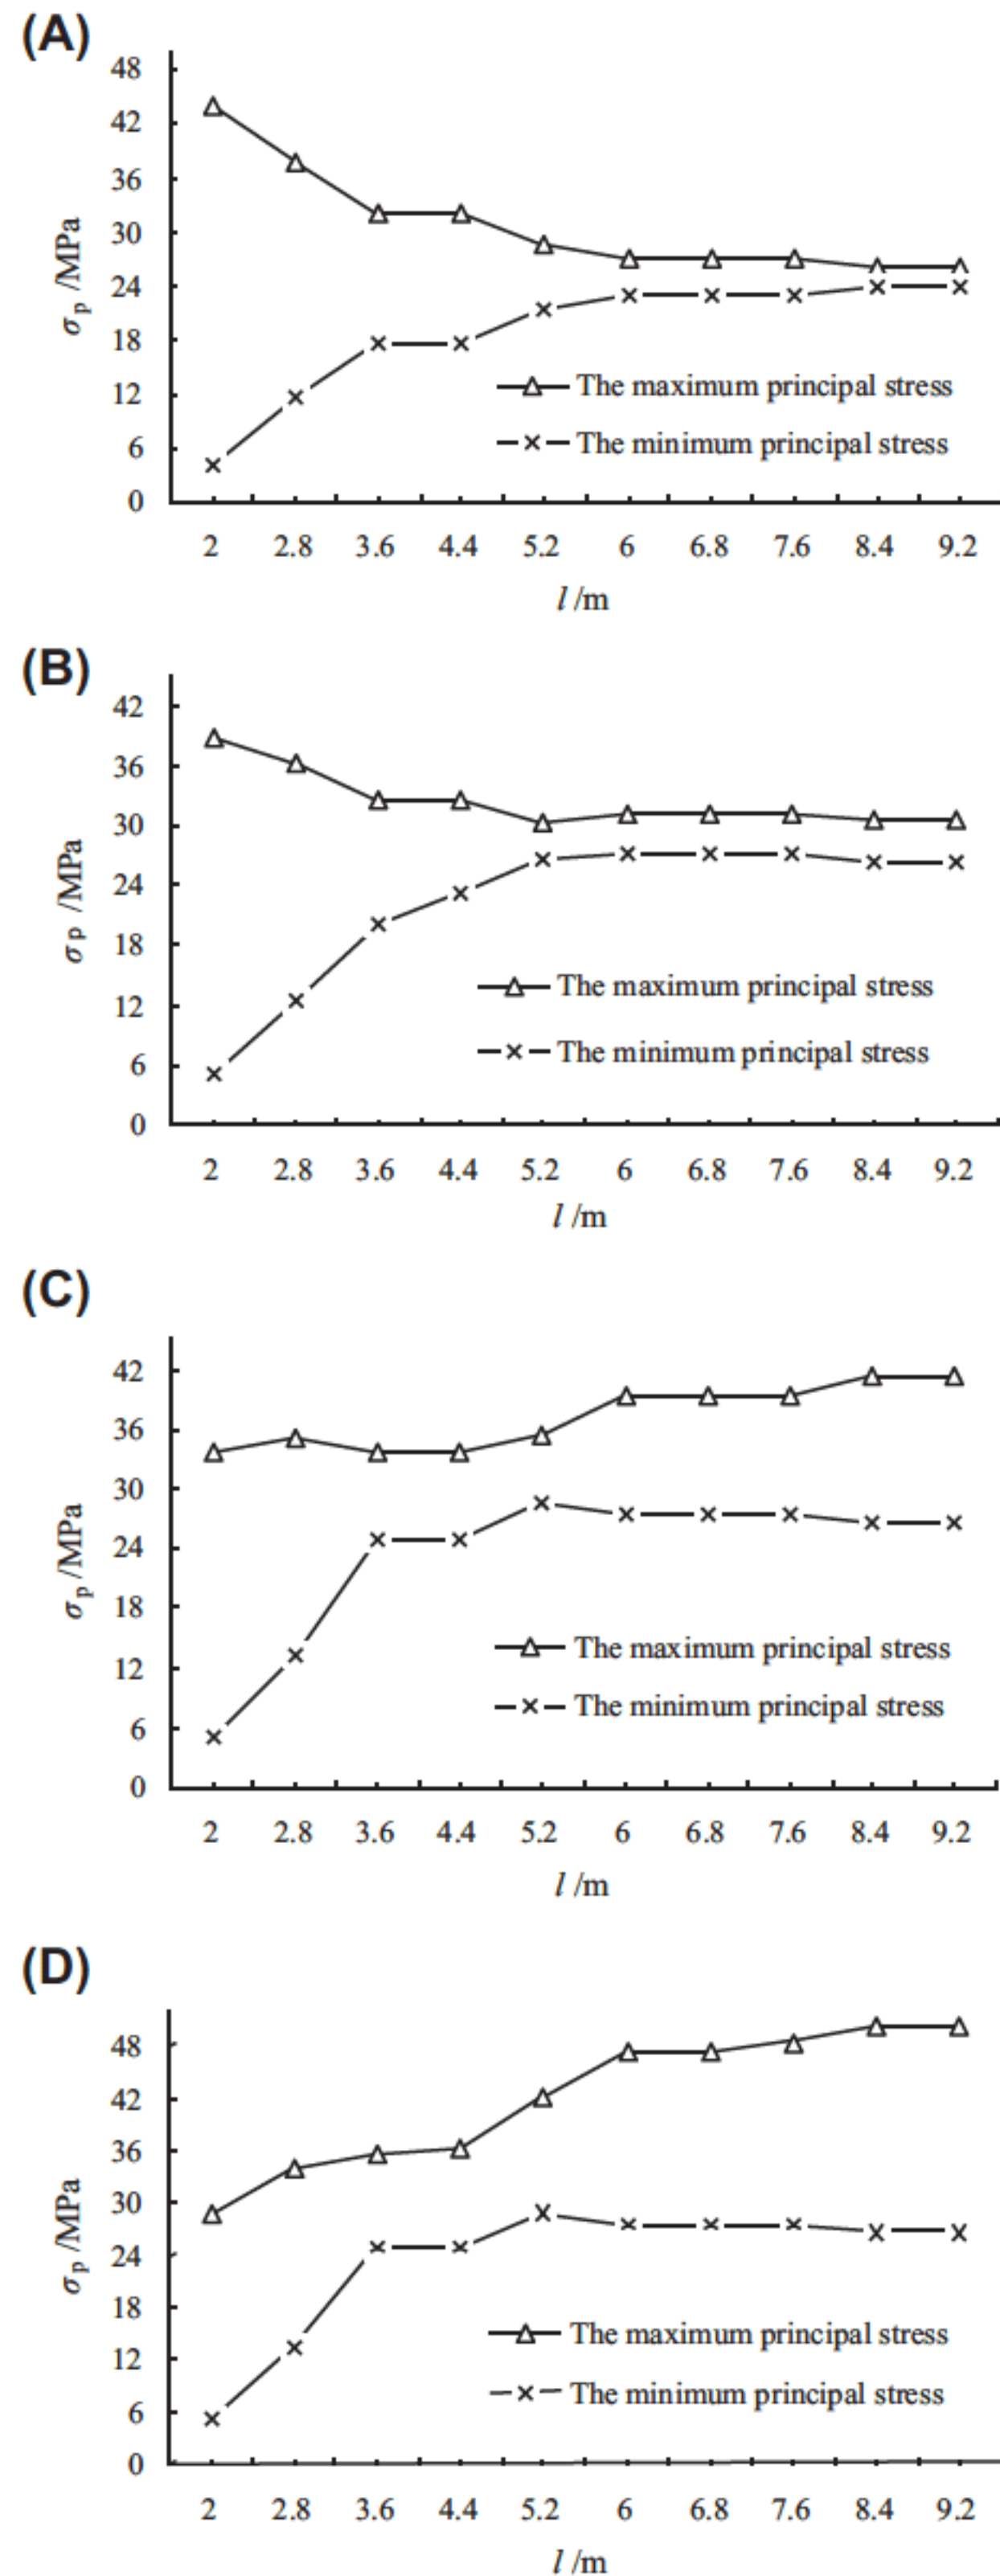 (A)
48
42
36
30
24
18
12
6
0
σp /MPa
The maximum principal stress
The minimum principal stress
2 2.8 3.6 4.4 5.2 6 6.8 7.6 8.4 9.2
l /m
(B)
42
36
30
24
18
12
6
0
σp /MPa
The maximum principal stress
The minimum principal stress
2 2.8 3.6 4.4 5.2 6 6.8 7.6 8.4 9.2
l /m
(C)
42
36
30
24
18
12
6
0
σp /MPa
The maximum principal stress
The minimum principal stress
2 2.8 3.6 4.4 5.2 6 6.8 7.6 8.4 9.2
l /m
(D)
48
42
36
30
24
18
12
6
0
σp /MPa
The maximum principal stress
The minimum principal stress
2 2.8 3.6 4.4 5.2 6 6.8 7.6 8.4 9.2
l /m